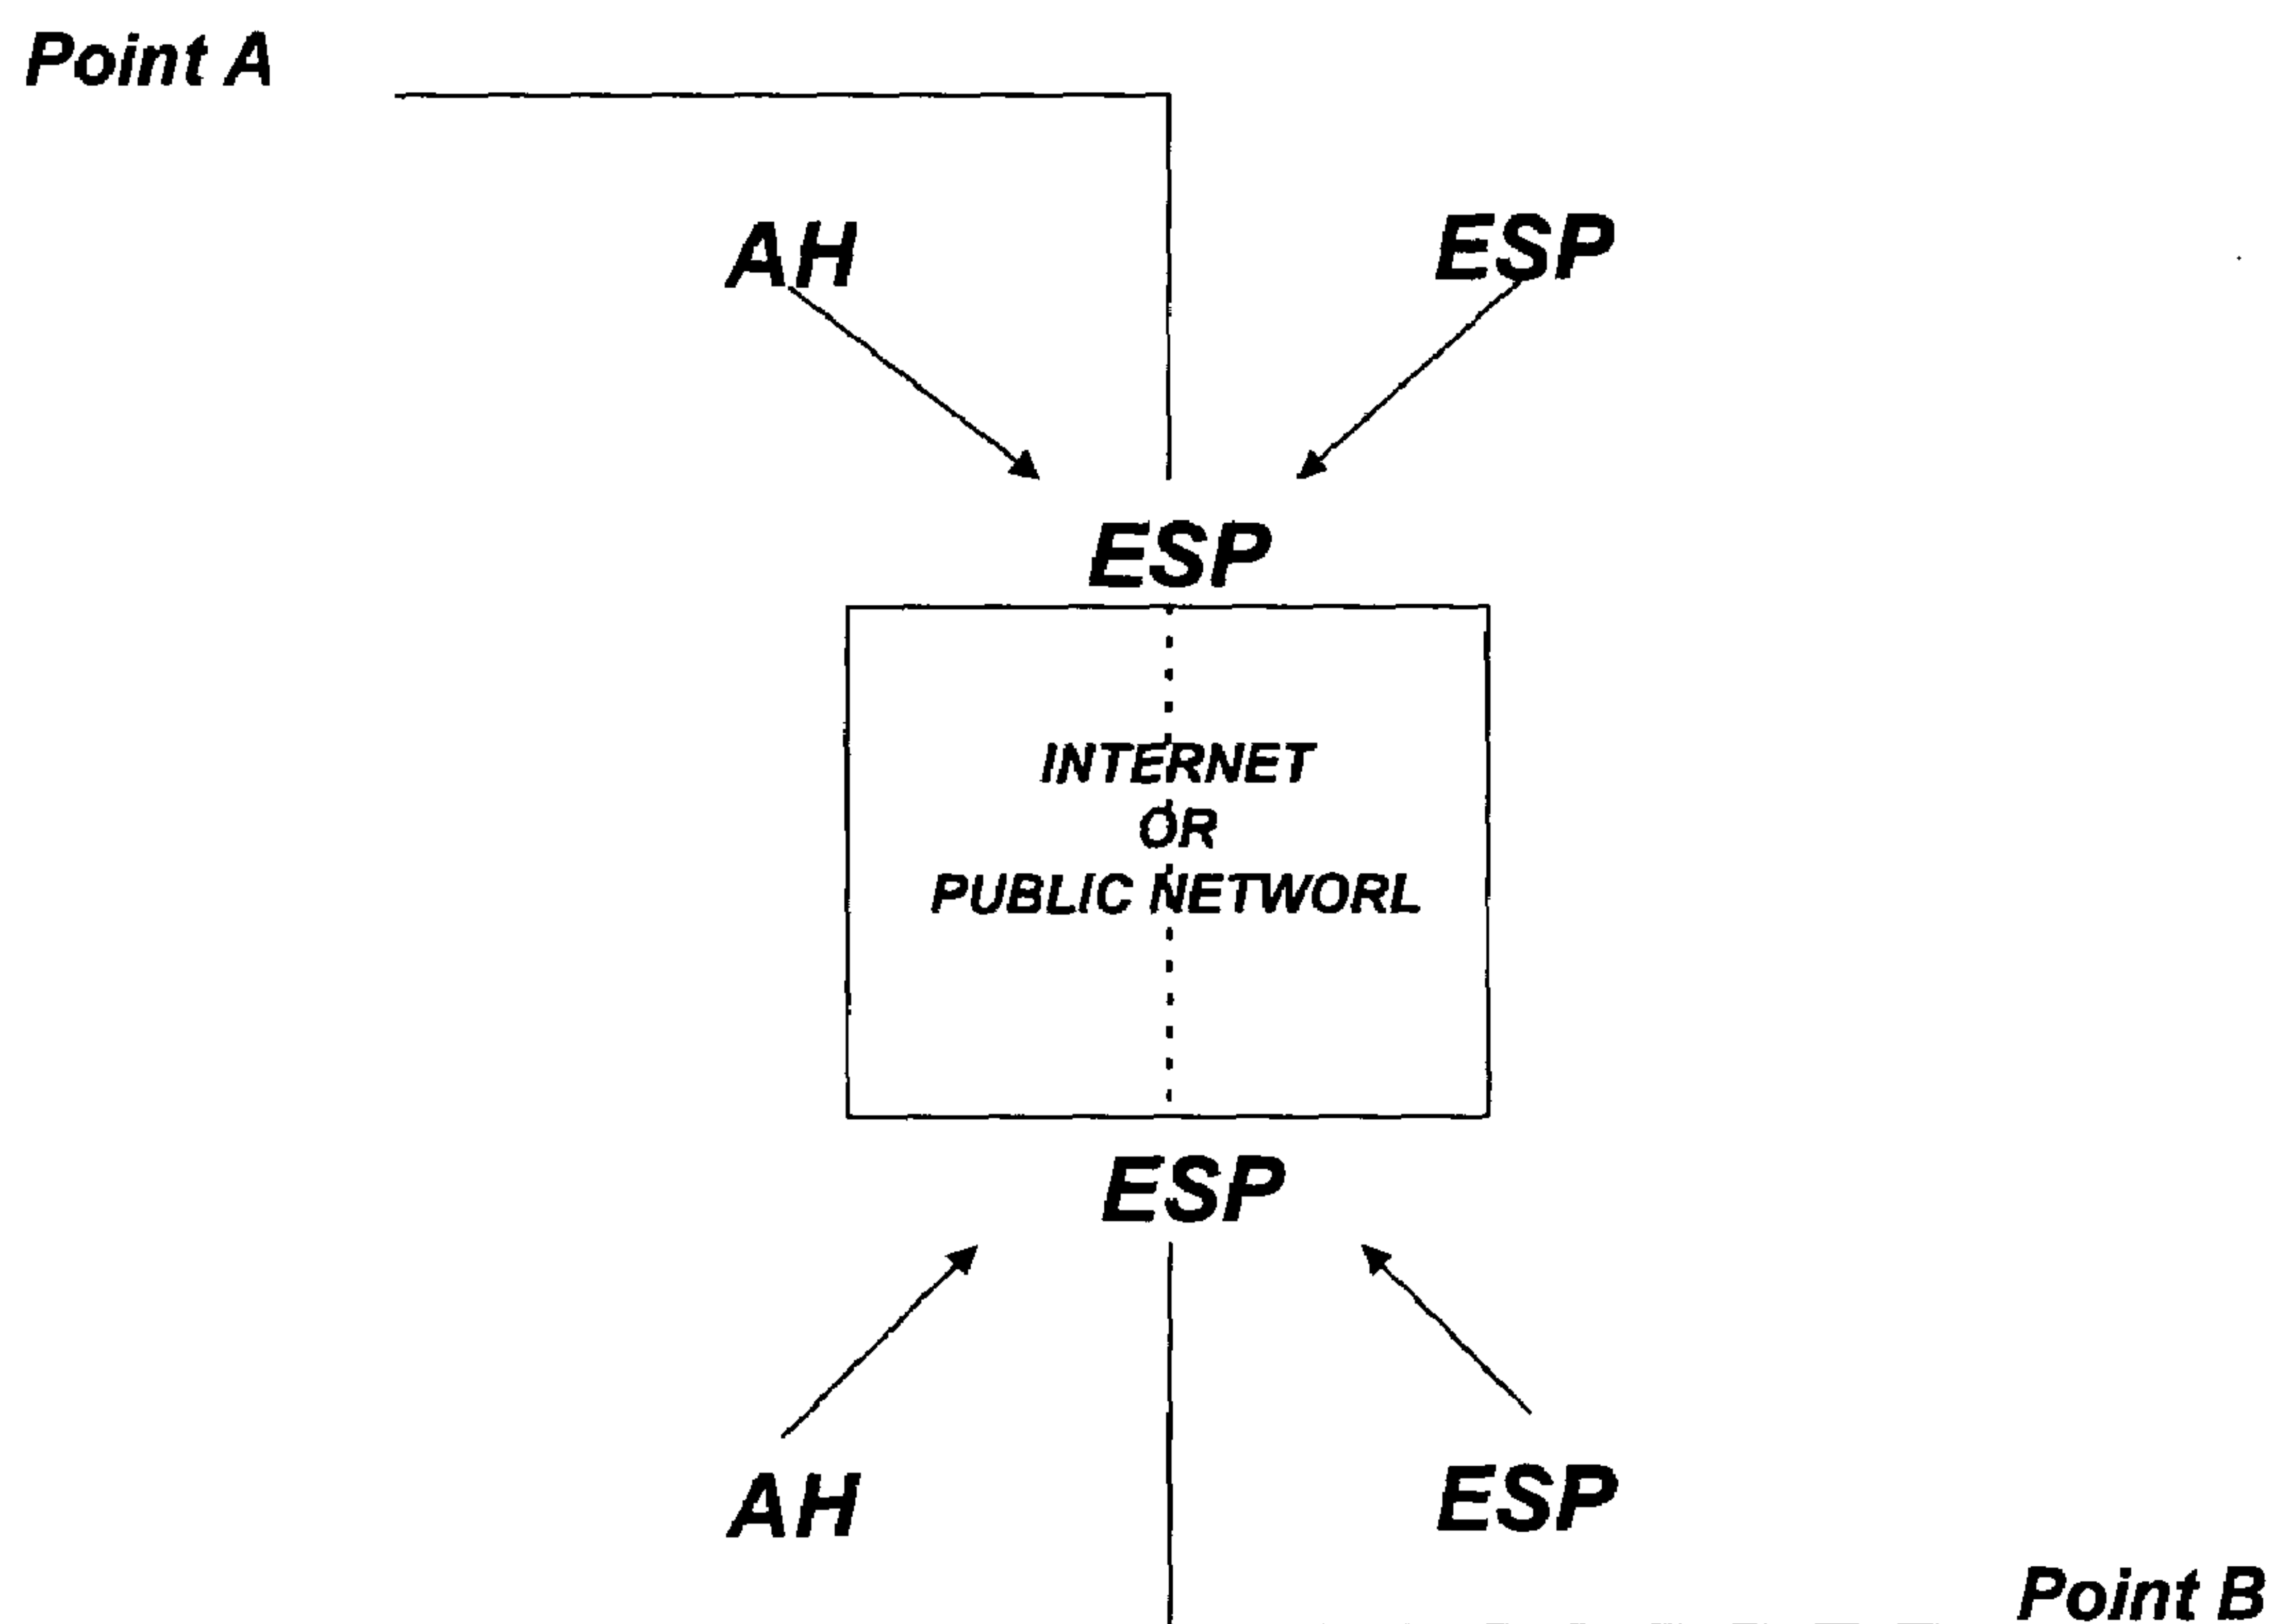 Point A
AH
ESP
ESP
INTERNET
OR
PUBLIC NETWORL
ESP
AH
ESP
Point B